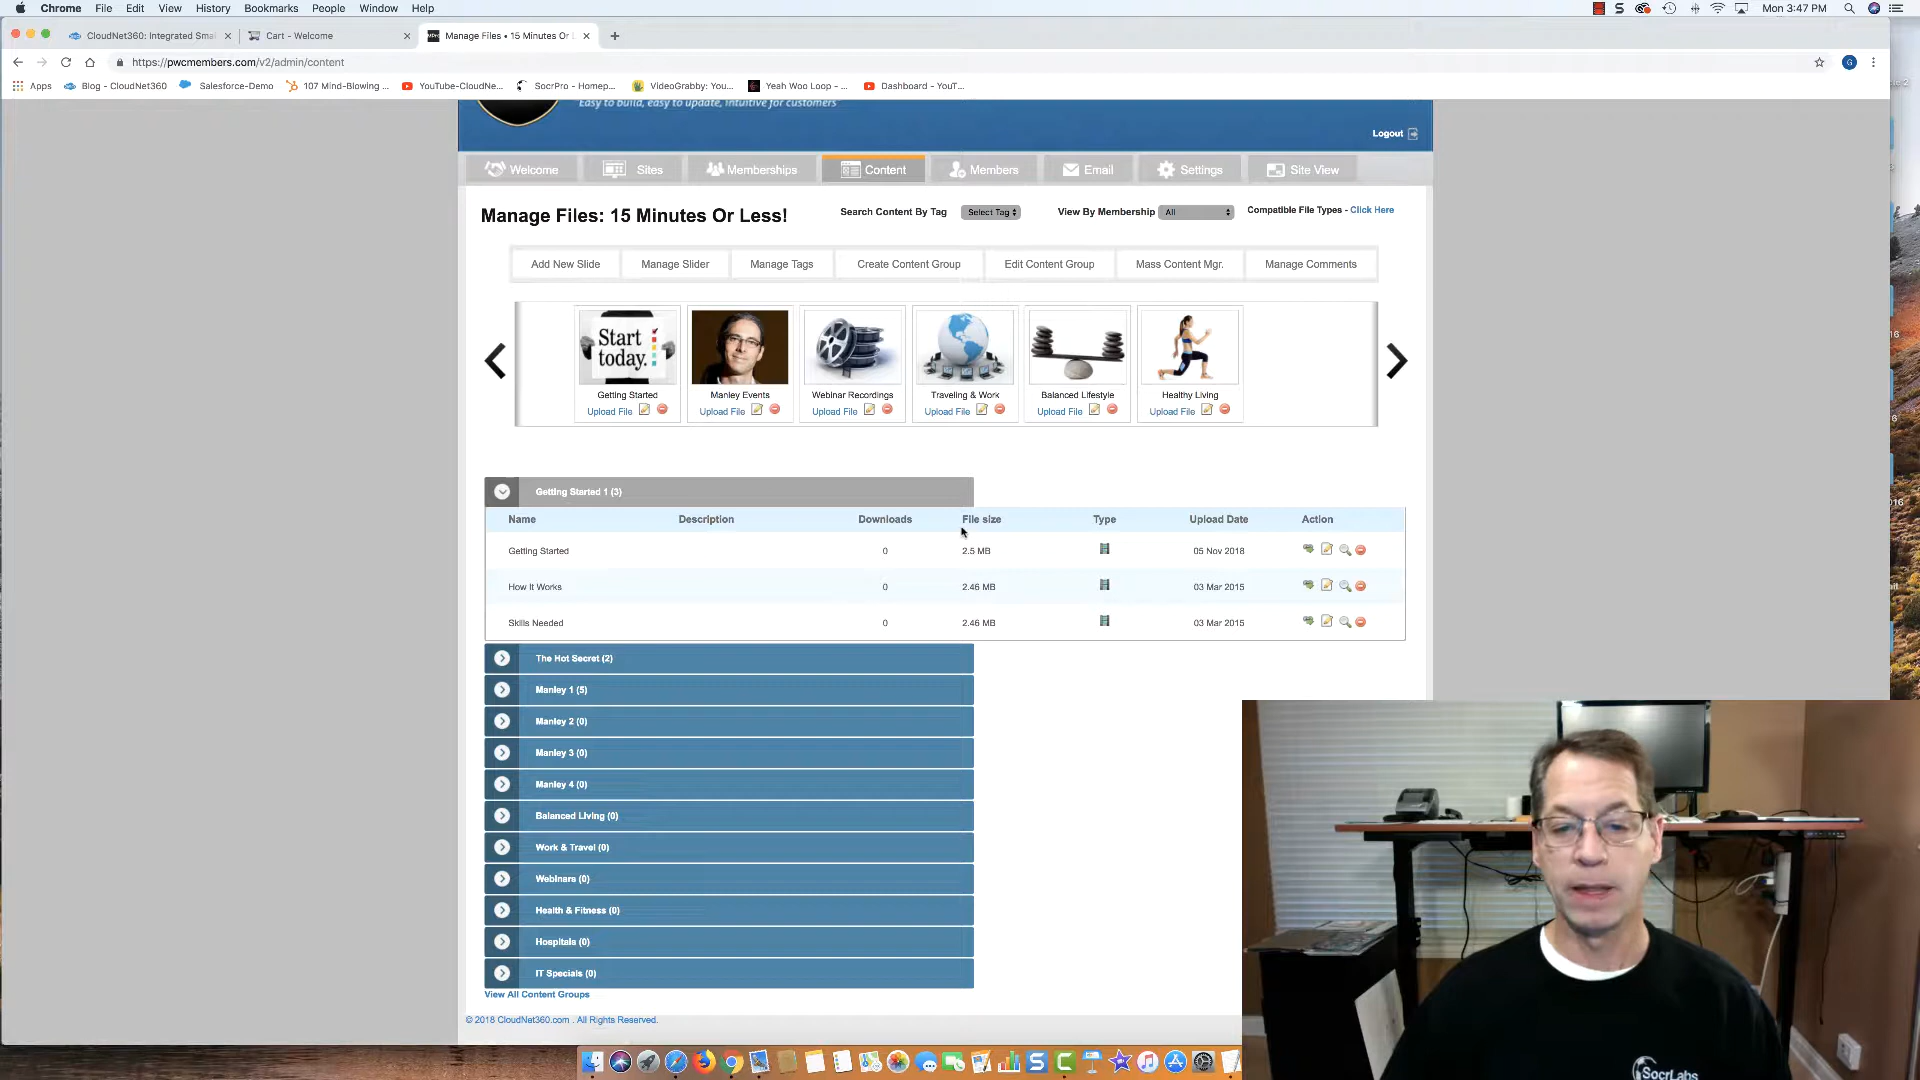 Chrome File Edit View History Bookmarks People Window Help Mon 3:47 PM
CloudNet360: Integrated Smal Cart - Welcome Manage Files • 15 Minutes Or L
https://pwcmembers.com/v2/admin/content
Apps Blog - CloudNet360 Salesforce-Demo 107 Mind-Blowing ... YouTube-CloudNe... SocrPro - Homep... VideoGrabby: You... Yeah Woo Loop - ... Dashboard - YouT...
Easy to build, easy to update, intuitive for customers
Logout
Welcome Sites Memberships Content Members Email Settings Site View
Manage Files: 15 Minutes Or Less! Search Content By Tag Select Tag View By Membership All Compatible File Types - Click Here
Add New Slide Manage Slider Manage Tags Create Content Group Edit Content Group Mass Content Mgr. Manage Comments
Start today.
Getting Started Manley Events Webinar Recordings Traveling & Work Balanced Lifestyle Healthy Living
Upload File Upload File Upload File Upload File Upload File Upload File
Getting Started 1 (3)
Name Description Downloads File size Type Upload Date Action
Getting Started 0 2.5 MB 05 Nov 2018
How It Works 0 2.46 MB 03 Mar 2015
Skills Needed 0 2.46 MB 03 Mar 2015
The Hot Secret (2)
Manley 1 (5)
Manley 2 (0)
Manley 3 (0)
Manley 4 (0)
Balanced Living (0)
Work & Travel (0)
Webinars (0)
Health & Fitness (0)
Hospitals (0)
IT Specials (0)
View All Content Groups
© 2018 CloudNet360.com . All Rights Reserved.
SocrLabs